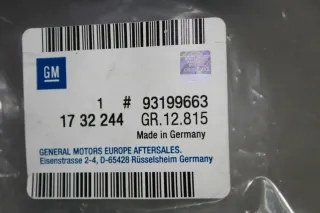 GM
1 # 93199663
17 32 244 GR.12.815
Made in Germany
GENERAL MOTORS EUROPE AFTERSALES.
Eisenstrasse 2-4, D-65428 Rüsselsheim Germany